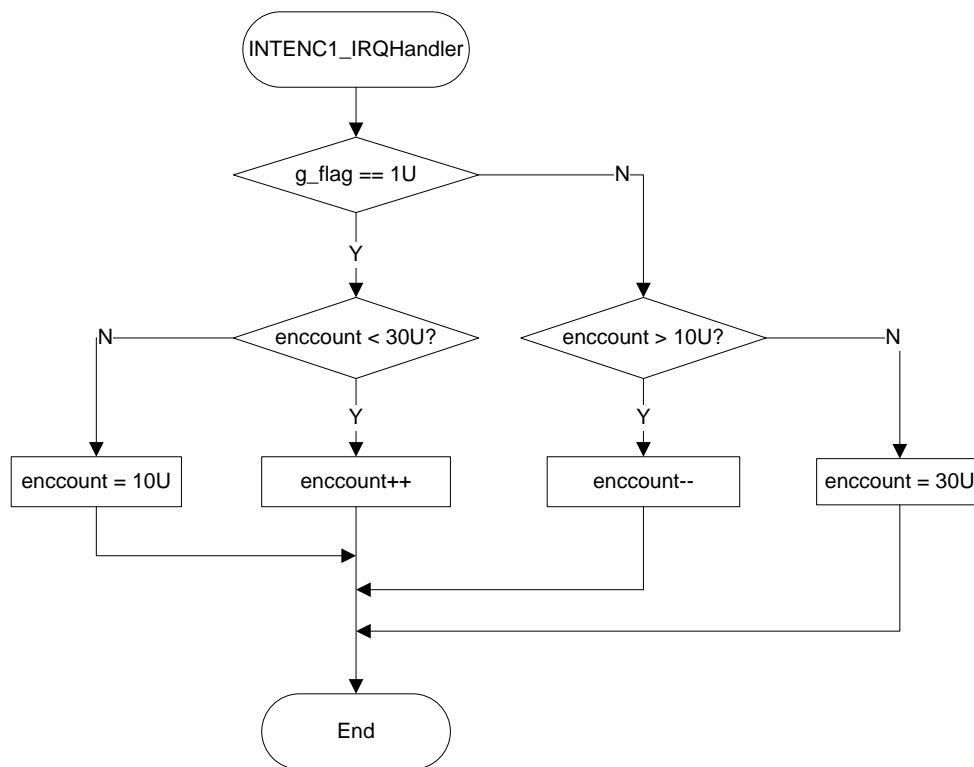 INTENC1_IRQHandler
g_flag == 1U
N
Y
enccount < 30U?
enccount > 10U?
N
N
Y
Y
enccount = 10U
enccount++
enccount--
enccount = 30U
End